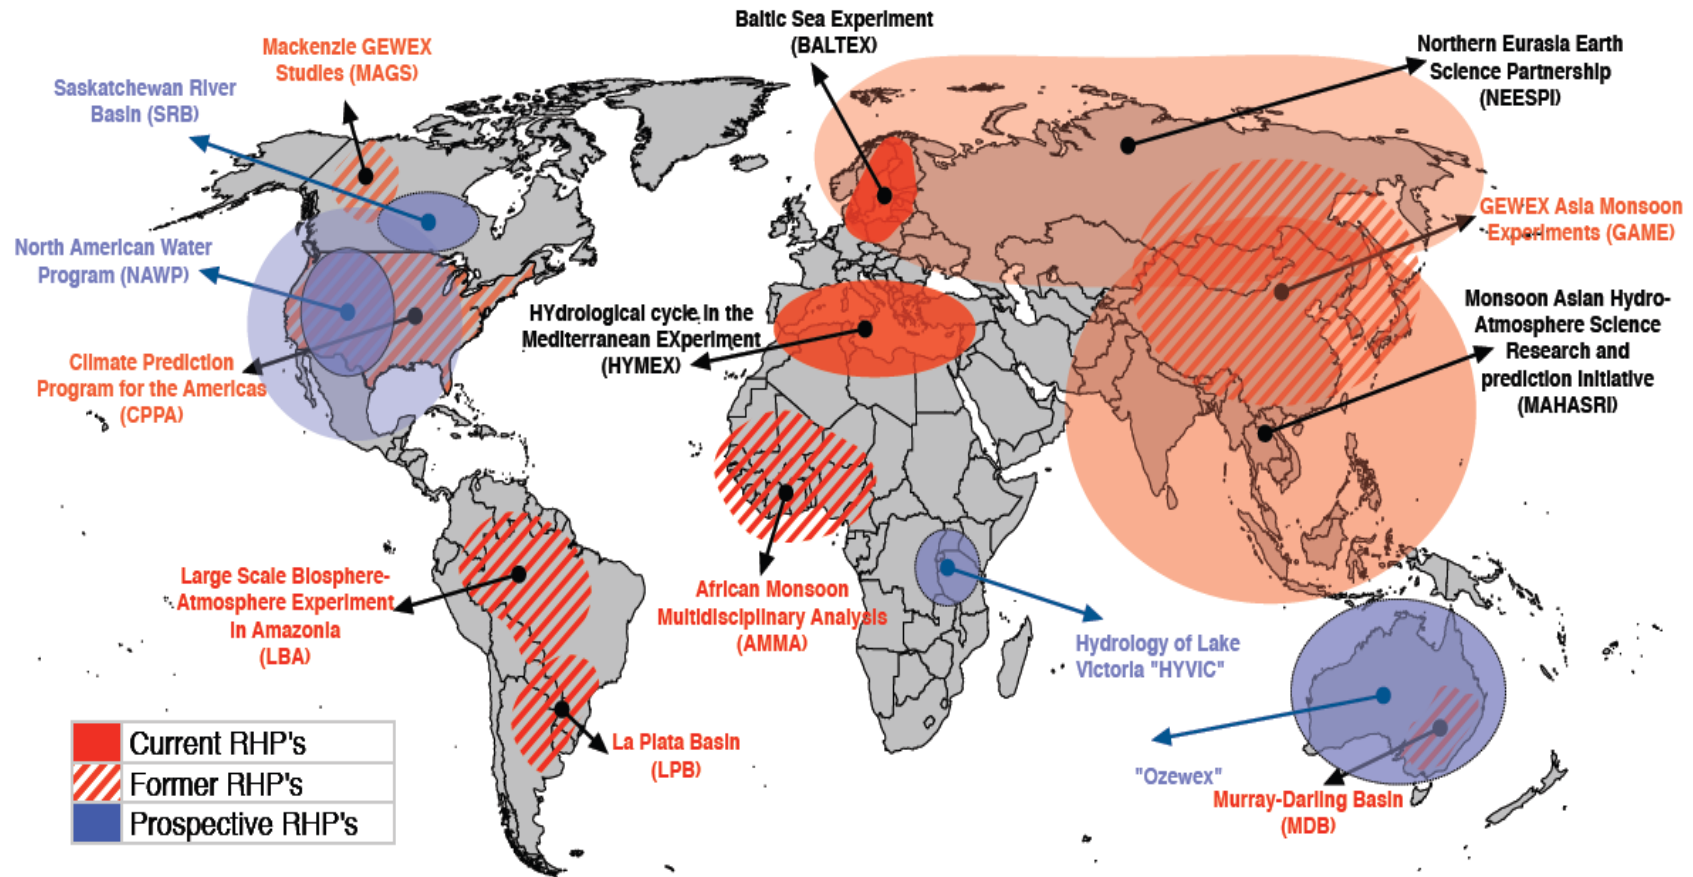 Baltic Sea Experiment
(BALTEX)
Mackenzie GEWEX
Studies (MAGS)
Northern Eurasia Earth
Science Partnership
(NEESPI)
Saskatchewan River
Basin (SRB)
GEWEX Asia Monsoon
Experiments (GAME)
North American Water
Program (NAWP)
HYdrological cycle in the
Mediterranean EXperiment
(HYMEX)
Monsoon Asian Hydro-
Atmosphere Science
Research and
prediction Initiative
(MAHASRI)
Climate Prediction
Program for the Americas
(CPPA)
Large Scale Biosphere-
Atmosphere Experiment
in Amazonia
(LBA)
African Monsoon
Multidisciplinary Analysis
(AMMA)
Hydrology of Lake
Victoria "HYVIC"
La Plata Basin
(LPB)
"Ozewex"
Murray-Darling Basin
(MDB)
Current RHP's
Former RHP's
Prospective RHP's